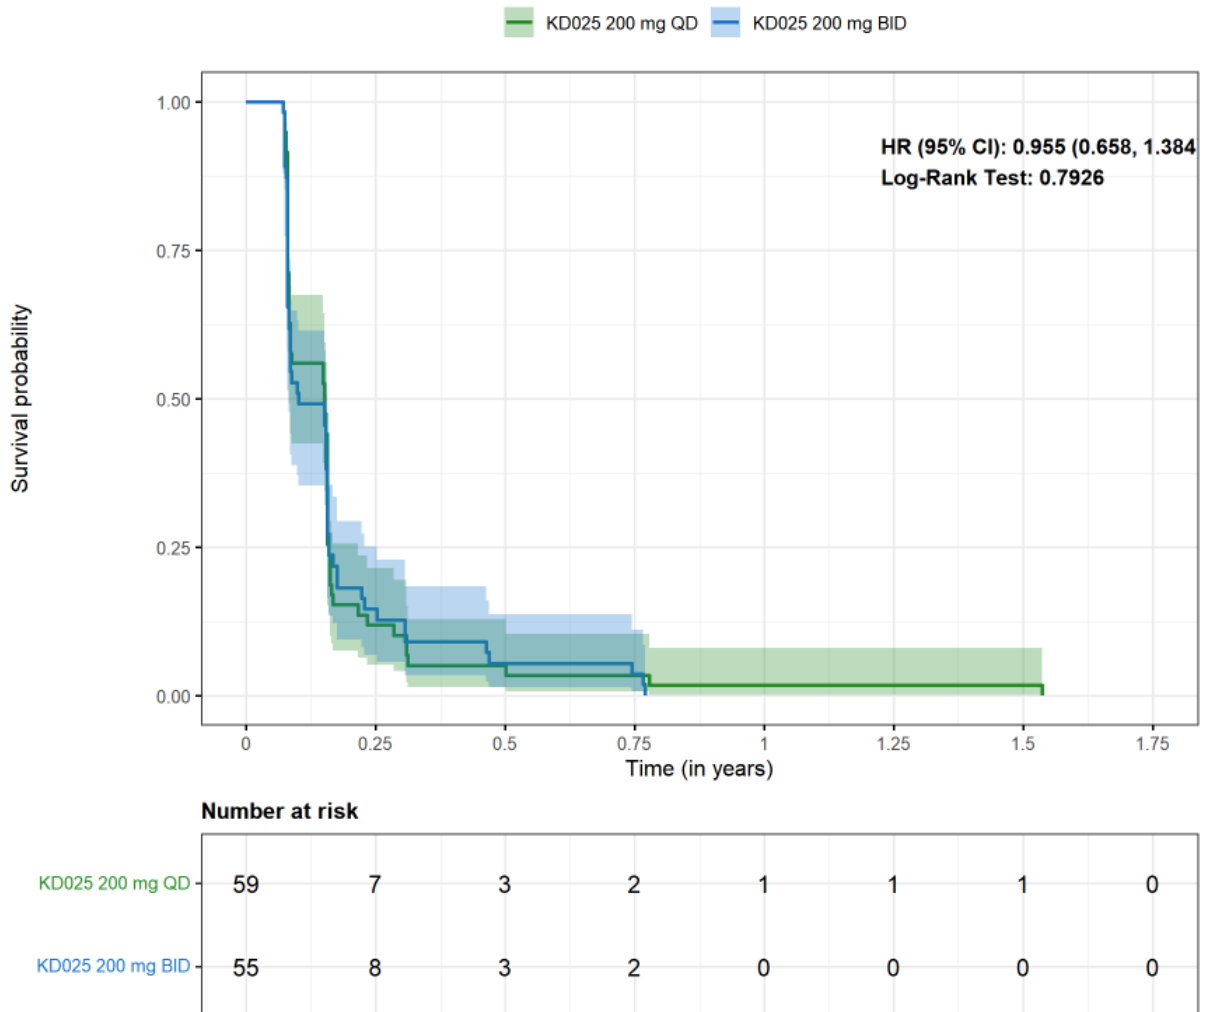 KD025 200 mg QD KD025 200 mg BID
HR (95% CI): 0.955 (0.658, 1.384
Log-Rank Test: 0.7926
Survival probability
1.00
0.75
0.50
0.25
0.00
0 0.25 0.5 0.75 1 1.25 1.5 1.75
Time (in years)
Number at risk
KD025 200 mg QD 59 7 3 2 1 1 1 0
KD025 200 mg BID 55 8 3 2 0 0 0 0